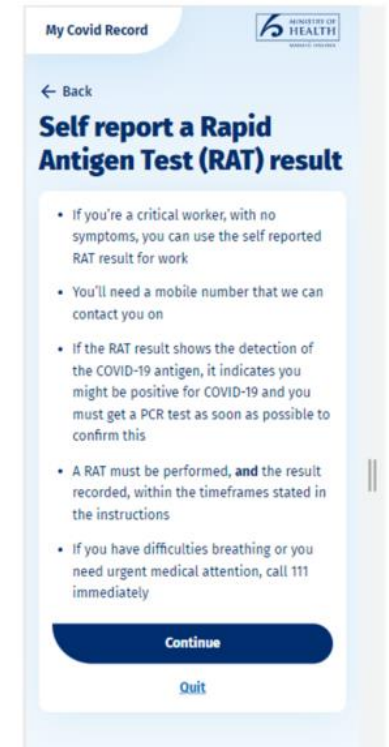 My Covid Record
MINISTRY OF
HEALTH
MANATŪ HAUORA
← Back
Self report a Rapid
Antigen Test (RAT) result
• If you're a critical worker, with no
symptoms, you can use the self reported
RAT result for work
• You'll need a mobile number that we can
contact you on
• If the RAT result shows the detection of
the COVID-19 antigen, it indicates you
might be positive for COVID-19 and you
must get a PCR test as soon as possible to
confirm this
• A RAT must be performed, and the result
recorded, within the timeframes stated in
the instructions
• If you have difficulties breathing or you
need urgent medical attention, call 111
immediately
Continue
Quit